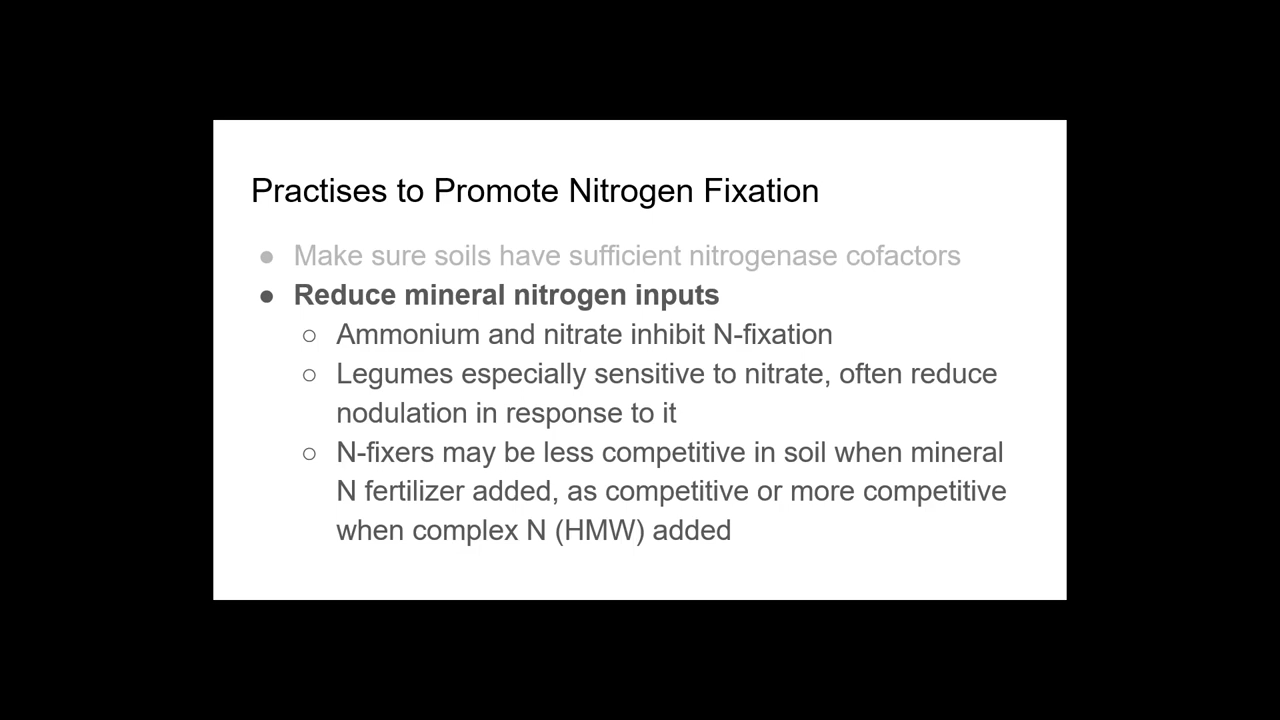 Practises to Promote Nitrogen Fixation
● Make sure soils have sufficient nitrogenase cofactors
● Reduce mineral nitrogen inputs
○ Ammonium and nitrate inhibit N-fixation
○ Legumes especially sensitive to nitrate, often reduce
nodulation in response to it
○ N-fixers may be less competitive in soil when mineral
N fertilizer added, as competitive or more competitive
when complex N (HMW) added